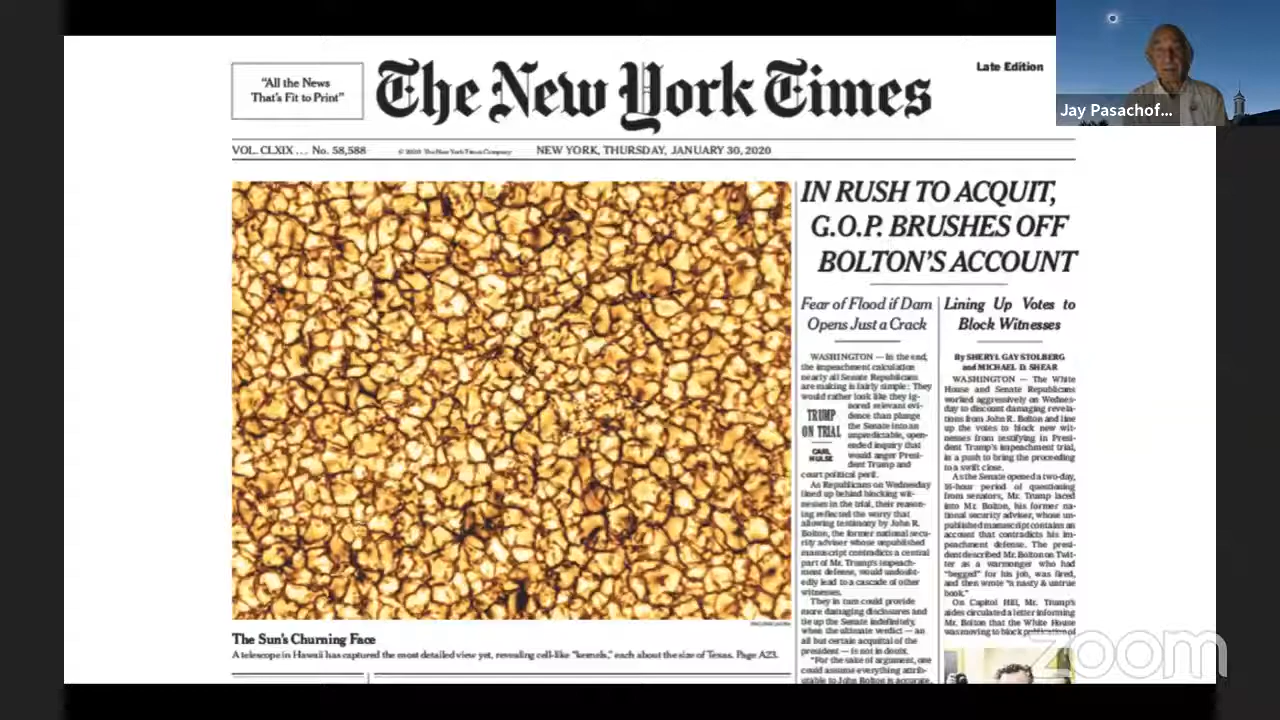 "All the News
That's Fit to Print"
The New York Times
Late Edition
Jay Pasachof...
VOL. CLXIX . . . No. 58,588
© 2020 The New York Times Company
NEW YORK, THURSDAY, JANUARY 30, 2020
The Sun's Churning Face
A telescope in Hawaii has captured the most detailed view yet, revealing cell-like "kernels," each about the size of Texas. Page A23.
IN RUSH TO ACQUIT,
G.O.P. BRUSHES OFF
BOLTON'S ACCOUNT
Fear of Flood if Dam
Opens Just a Crack
WASHINGTON — In the end,
the impeachment calculation
nearly all Senate Republicans
are making is fairly simple: They
would rather look like they ig-
nored relevant evi-
dence than plunge
the Senate into an
unpredictable, open-
ended inquiry that
would anger Presi-
dent Trump and
court political peril.
TRUMP
ON TRIAL
CARL
HULSE
As Republicans on Wednesday
lined up behind blocking wit-
nesses in the trial, their reason-
ing reflected the worry that
allowing testimony by John R.
Bolton, the former national secu-
rity adviser whose unpublished
manuscript contradicts a central
part of Mr. Trump's impeach-
ment defense, would undoubt-
edly lead to a cascade of other
witnesses.
They in turn could provide
more damaging disclosures and
tie up the Senate indefinitely,
when the ultimate verdict — an
all but certain acquittal of the
president — is not in doubt.
"For the sake of argument, one
could assume everything attrib-
utable to John Bolton is accurate,
Lining Up Votes to
Block Witnesses
By SHERYL GAY STOLBERG
and MICHAEL D. SHEAR
WASHINGTON — The White
House and Senate Republicans
worked aggressively on Wednes-
day to discount damaging revela-
tions from John R. Bolton and line
up the votes to block new wit-
nesses from testifying in Presi-
dent Trump's impeachment trial,
in a push to bring the proceeding
to a swift close.
As the Senate opened a two-day,
16-hour period of questioning
from senators, Mr. Trump laced
into Mr. Bolton, his former na-
tional security adviser, whose un-
published manuscript contains an
account that contradicts his im-
peachment defense. The presi-
dent described Mr. Bolton on Twit-
ter as a warmonger who had
"begged" for his job, was fired,
and then wrote "a nasty & untrue
book."
On Capitol Hill, Mr. Trump's
aides circulated a letter informing
Mr. Bolton that the White House
was moving to block publication of
zoom